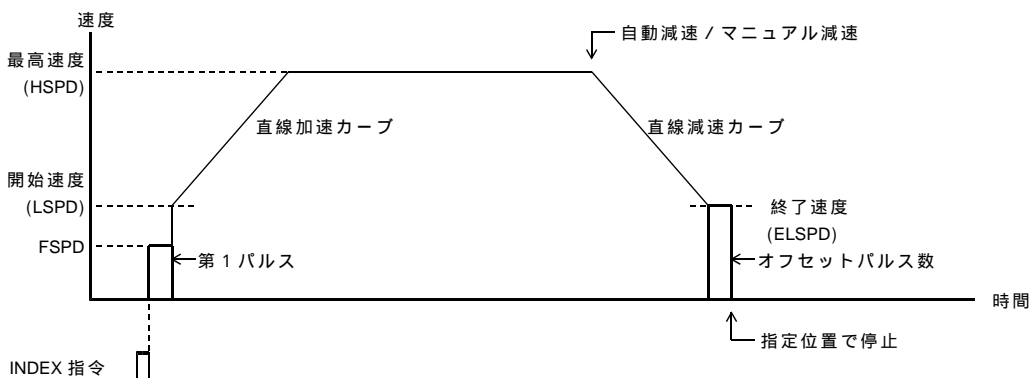 速度
自動減速 / マニュアル減速
最高速度
(HSPD)
直線加速カーブ
直線減速カーブ
開始速度
(LSPD)
終了速度
(ELSPD)
FSPD
第1パルス
オフセットパルス数
時間
指定位置で停止
INDEX 指令